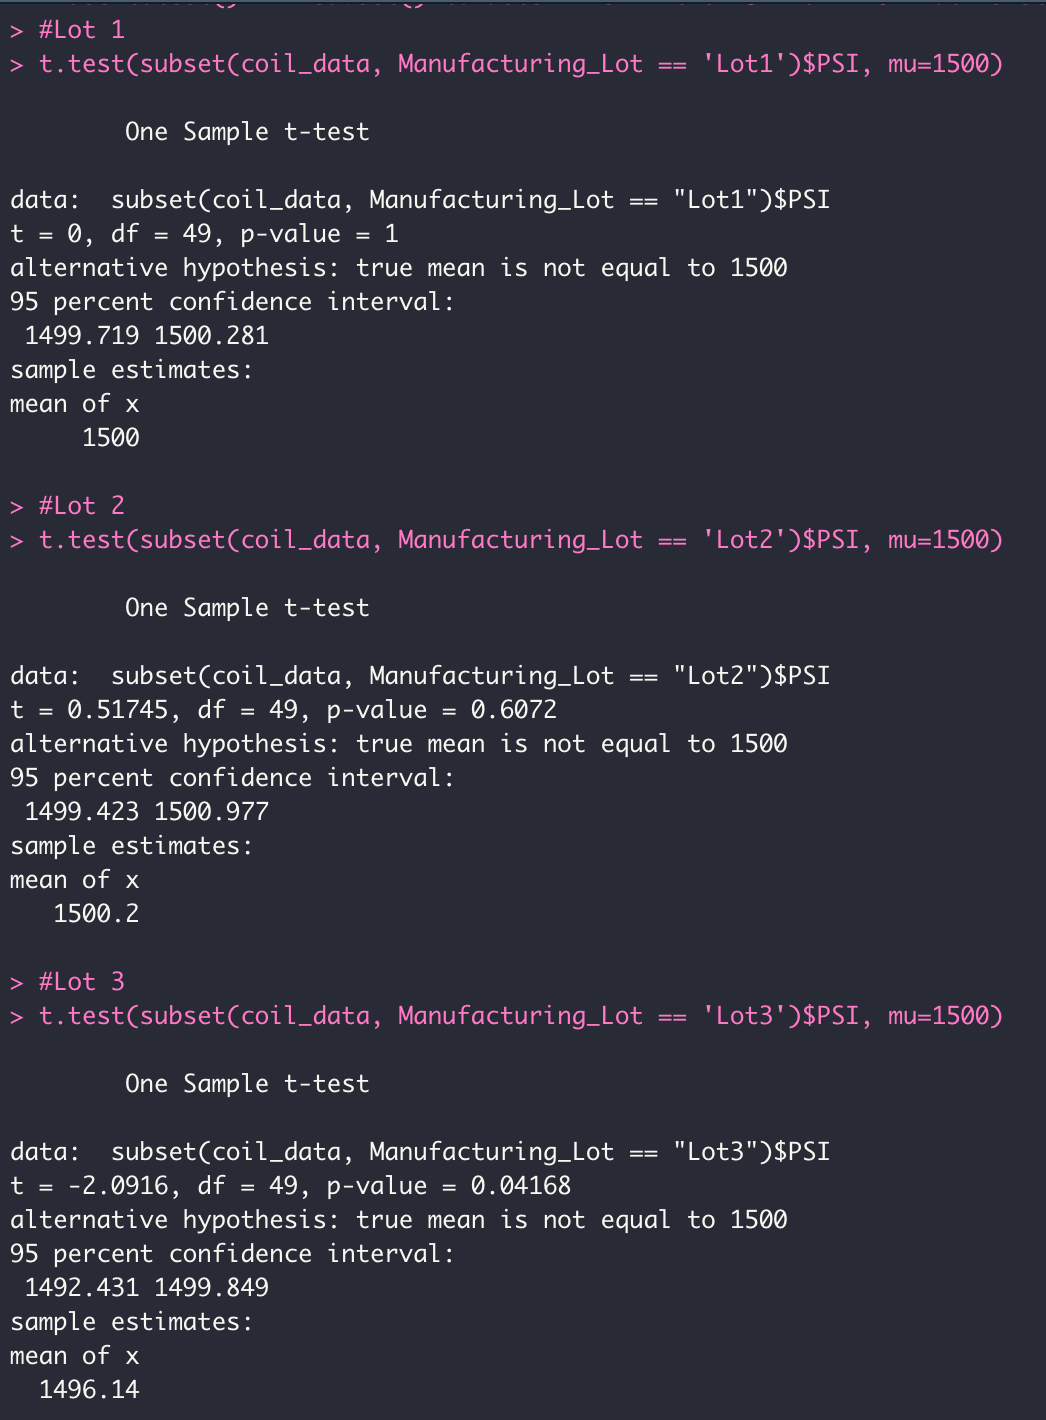 > #Lot 1
> t.test(subset(coil_data, Manufacturing_Lot == 'Lot1')$PSI, mu=1500)
One Sample t-test
data:  subset(coil_data, Manufacturing_Lot == "Lot1")$PSI
t = 0, df = 49, p-value = 1
alternative hypothesis: true mean is not equal to 1500
95 percent confidence interval:
1499.719 1500.281
sample estimates:
mean of x
1500
> #Lot 2
> t.test(subset(coil_data, Manufacturing_Lot == 'Lot2')$PSI, mu=1500)
One Sample t-test
data:  subset(coil_data, Manufacturing_Lot == "Lot2")$PSI
t = 0.51745, df = 49, p-value = 0.6072
alternative hypothesis: true mean is not equal to 1500
95 percent confidence interval:
1499.423 1500.977
sample estimates:
mean of x
1500.2
> #Lot 3
> t.test(subset(coil_data, Manufacturing_Lot == 'Lot3')$PSI, mu=1500)
One Sample t-test
data:  subset(coil_data, Manufacturing_Lot == "Lot3")$PSI
t = -2.0916, df = 49, p-value = 0.04168
alternative hypothesis: true mean is not equal to 1500
95 percent confidence interval:
1492.431 1499.849
sample estimates:
mean of x
1496.14